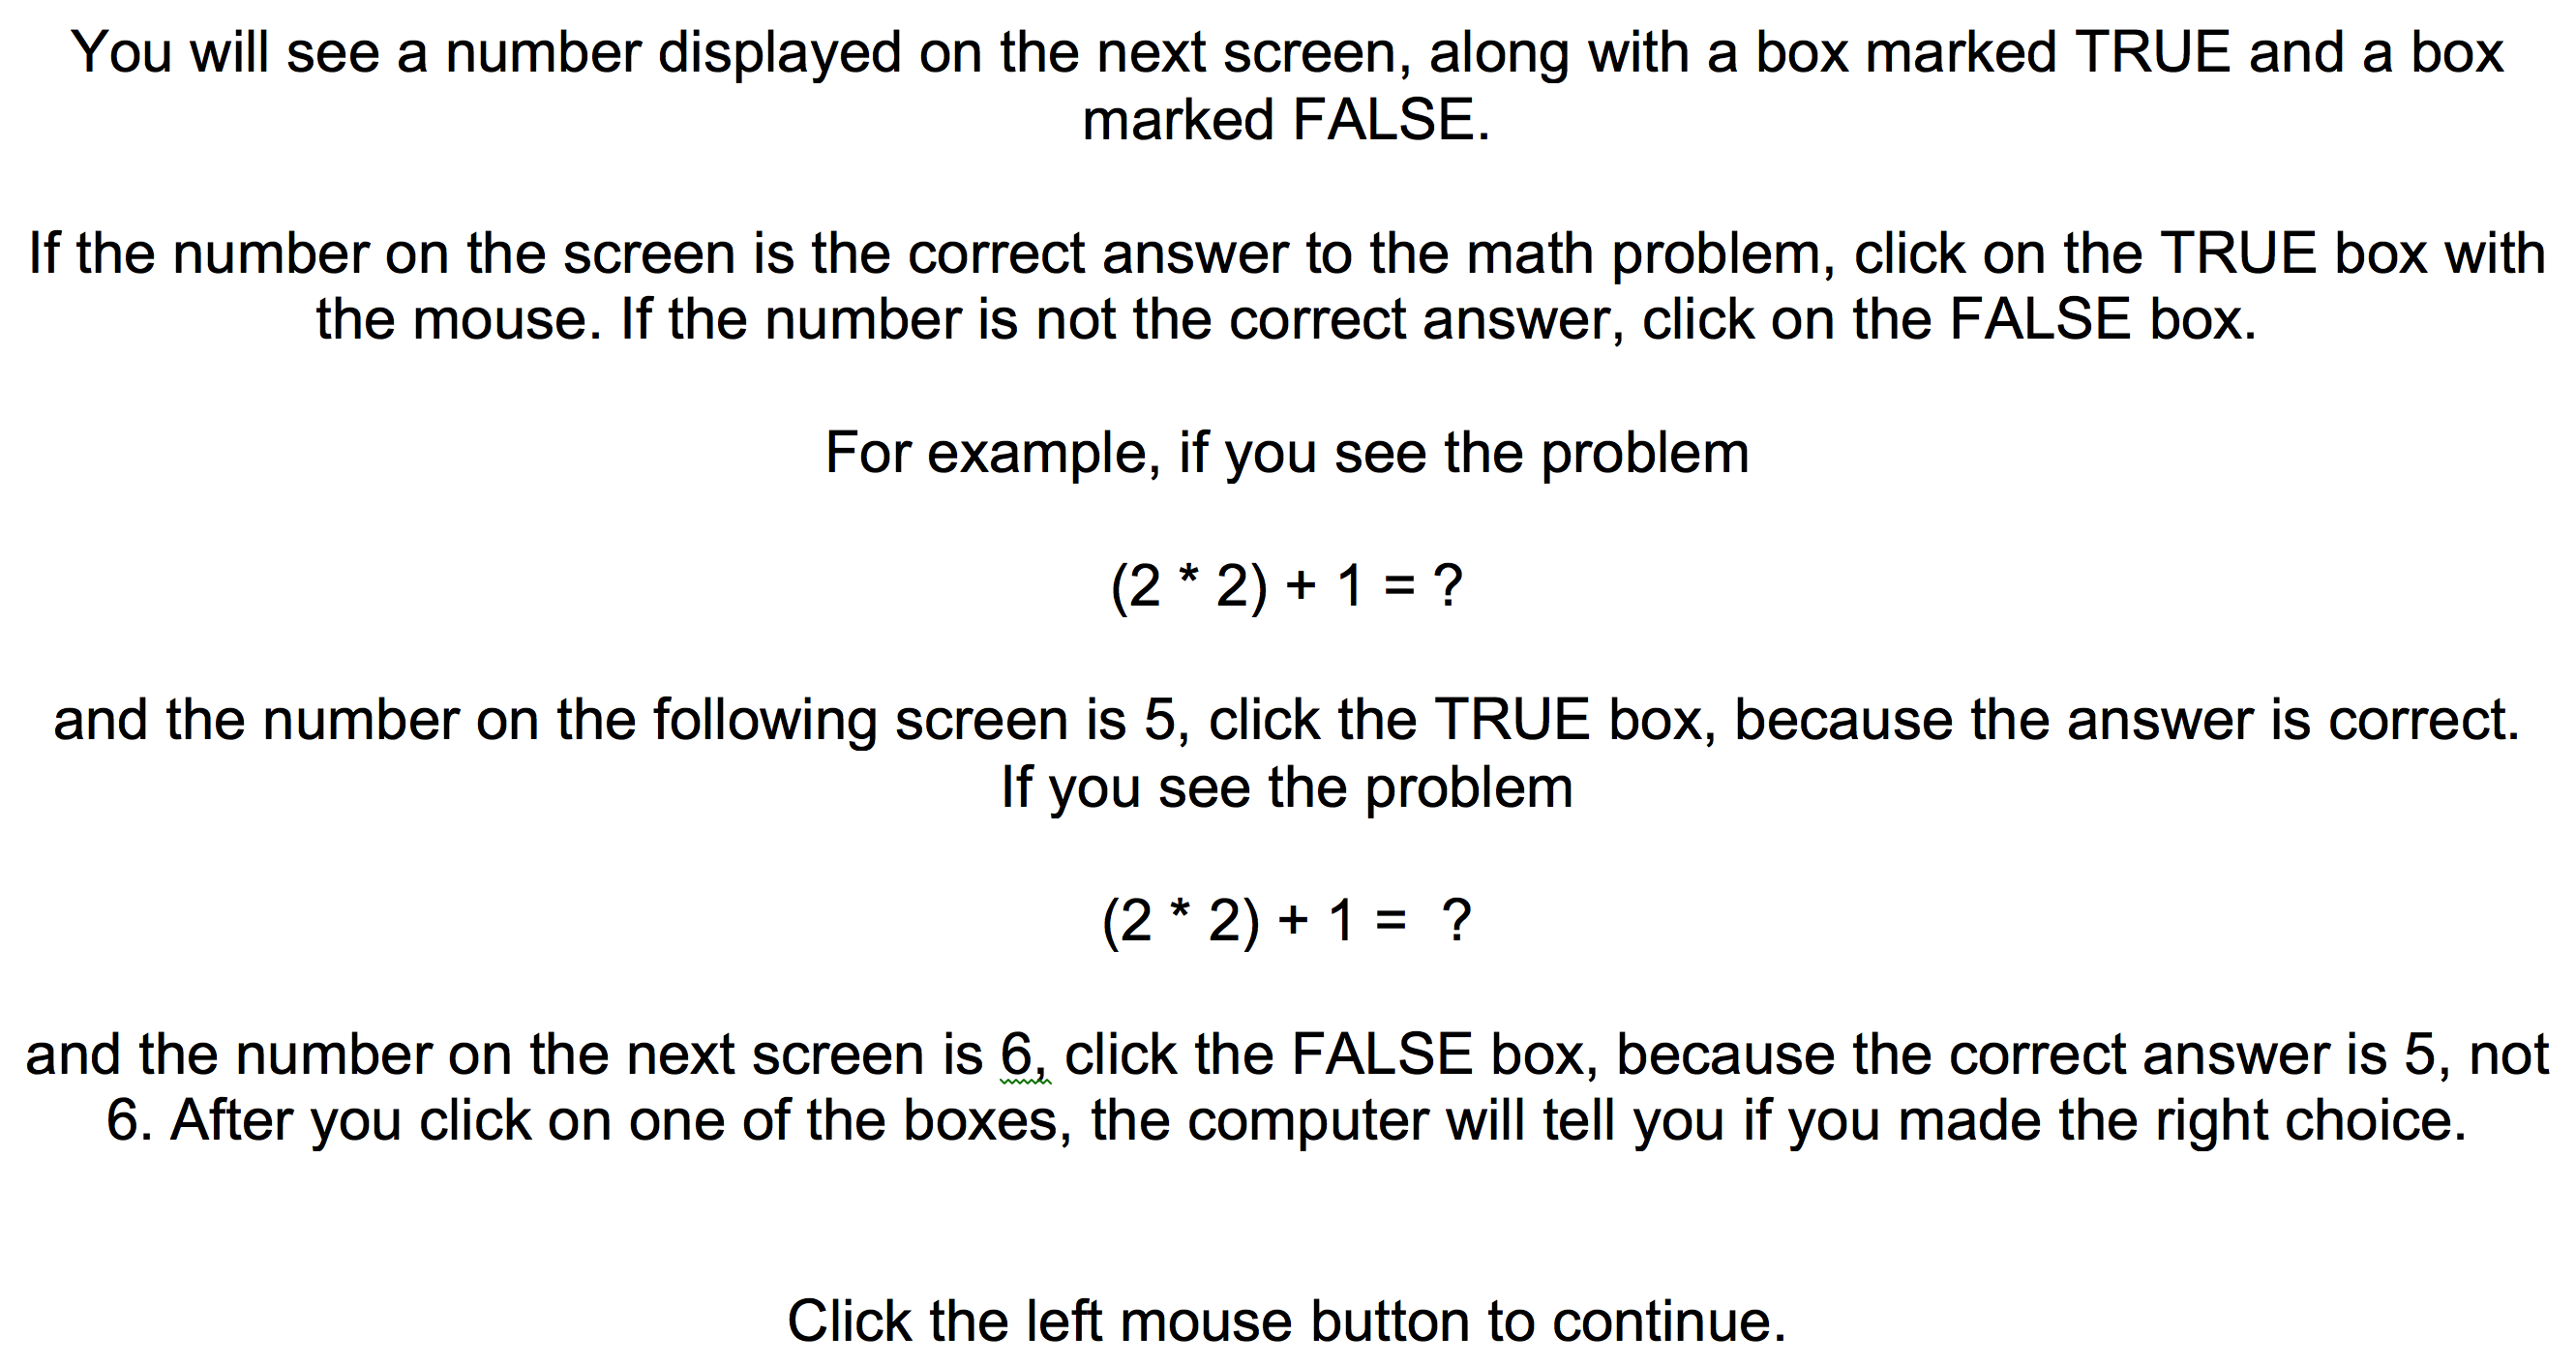 You will see a number displayed on the next screen, along with a box marked TRUE and a box
marked FALSE.
If the number on the screen is the correct answer to the math problem, click on the TRUE box with
the mouse. If the number is not the correct answer, click on the FALSE box.
For example, if you see the problem
(2 * 2) + 1 = ?
and the number on the following screen is 5, click the TRUE box, because the answer is correct.
If you see the problem
(2 * 2) + 1 =  ?
and the number on the next screen is 6, click the FALSE box, because the correct answer is 5, not
6. After you click on one of the boxes, the computer will tell you if you made the right choice.
Click the left mouse button to continue.